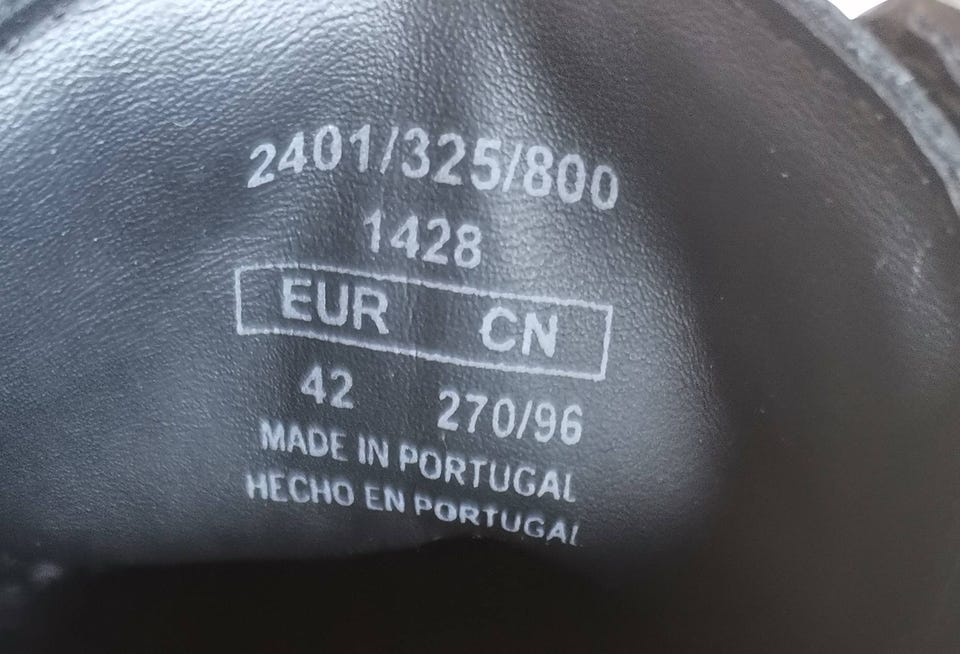 2401/325/800
1428
EUR CN
42 270/96
MADE IN PORTUGAL
HECHO EN PORTUGAL